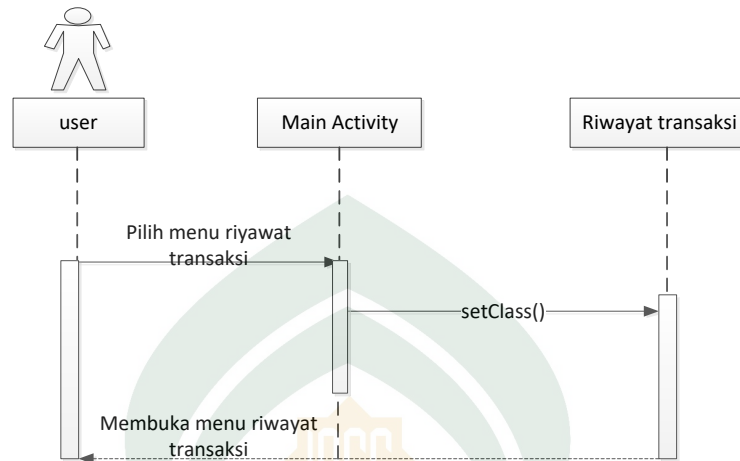 user
Main Activity
Riwayat transaksi
Pilih menu riyawat
transaksi
setClass()
Membuka menu riwayat
transaksi